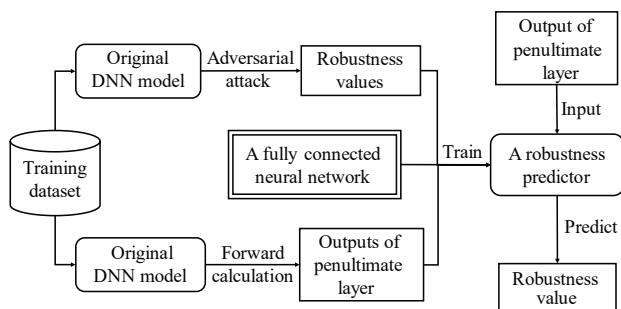 Original
DNN model
Adversarial
attack
Robustness
values
Output of
penultimate
layer
Input
Training
dataset
A fully connected
neural network
Train
A robustness
predictor
Original
DNN model
Forward
calculation
Outputs of
penultimate
layer
Predict
Robustness
value